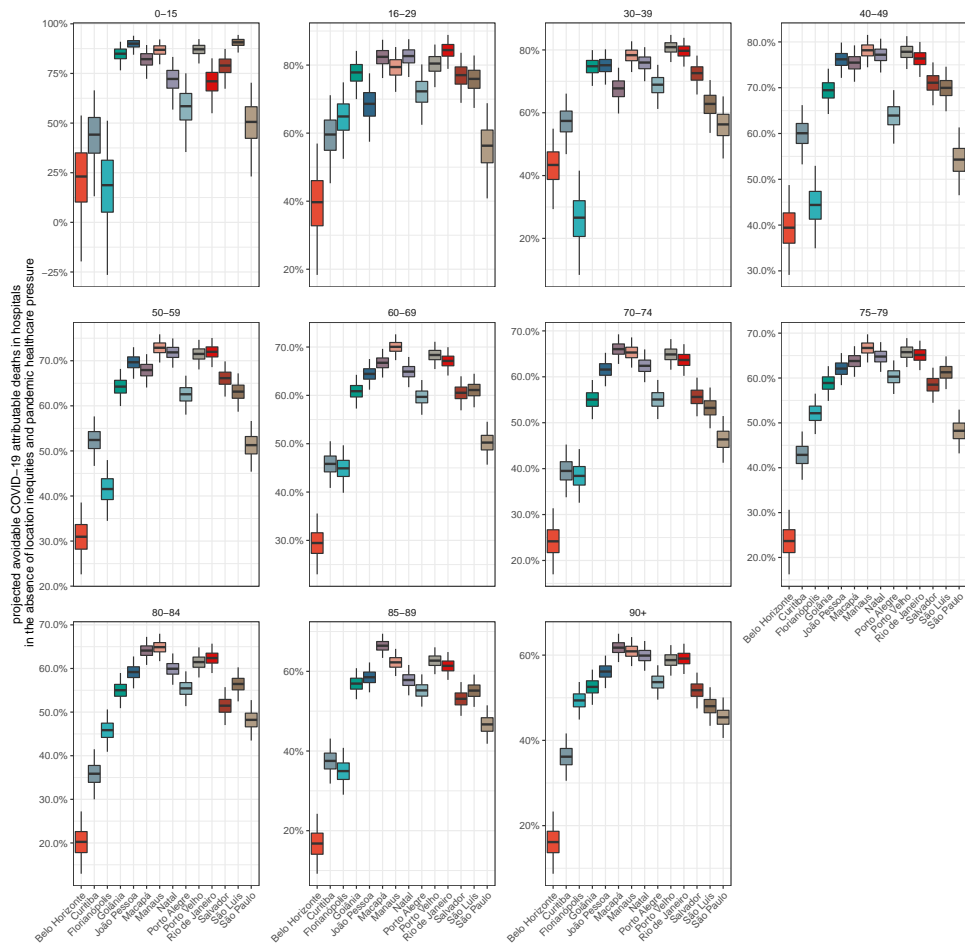 projected avoidable COVID−19 attributable deaths in hospitals
in the absence of location inequities and pandemic healthcare pressure
0−15
100%
75%
50%
25%
0%
−25%
16−29
80%
60%
40%
20%
30−39
80%
60%
40%
20%
40−49
80.0%
70.0%
60.0%
50.0%
40.0%
30.0%
50−59
70.0%
60.0%
50.0%
40.0%
30.0%
60−69
70.0%
60.0%
50.0%
40.0%
30.0%
70−74
70.0%
60.0%
50.0%
40.0%
30.0%
20.0%
75−79
70.0%
60.0%
50.0%
40.0%
30.0%
20.0%
Belo Horizonte
Curitiba
Florianópolis
Goiânia
João Pessoa
Macapá
Manaus
Natal
Porto Alegre
Porto Velho
Rio de Janeiro
Salvador
São Luís
São Paulo
80−84
70.0%
60.0%
50.0%
40.0%
30.0%
20.0%
Belo Horizonte
Curitiba
Florianópolis
Goiânia
João Pessoa
Macapá
Manaus
Natal
Porto Alegre
Porto Velho
Rio de Janeiro
Salvador
São Luís
São Paulo
85−89
60%
40%
20%
Belo Horizonte
Curitiba
Florianópolis
Goiânia
João Pessoa
Macapá
Manaus
Natal
Porto Alegre
Porto Velho
Rio de Janeiro
Salvador
São Luís
São Paulo
90+
60%
40%
20%
Belo Horizonte
Curitiba
Florianópolis
Goiânia
João Pessoa
Macapá
Manaus
Natal
Porto Alegre
Porto Velho
Rio de Janeiro
Salvador
São Luís
São Paulo